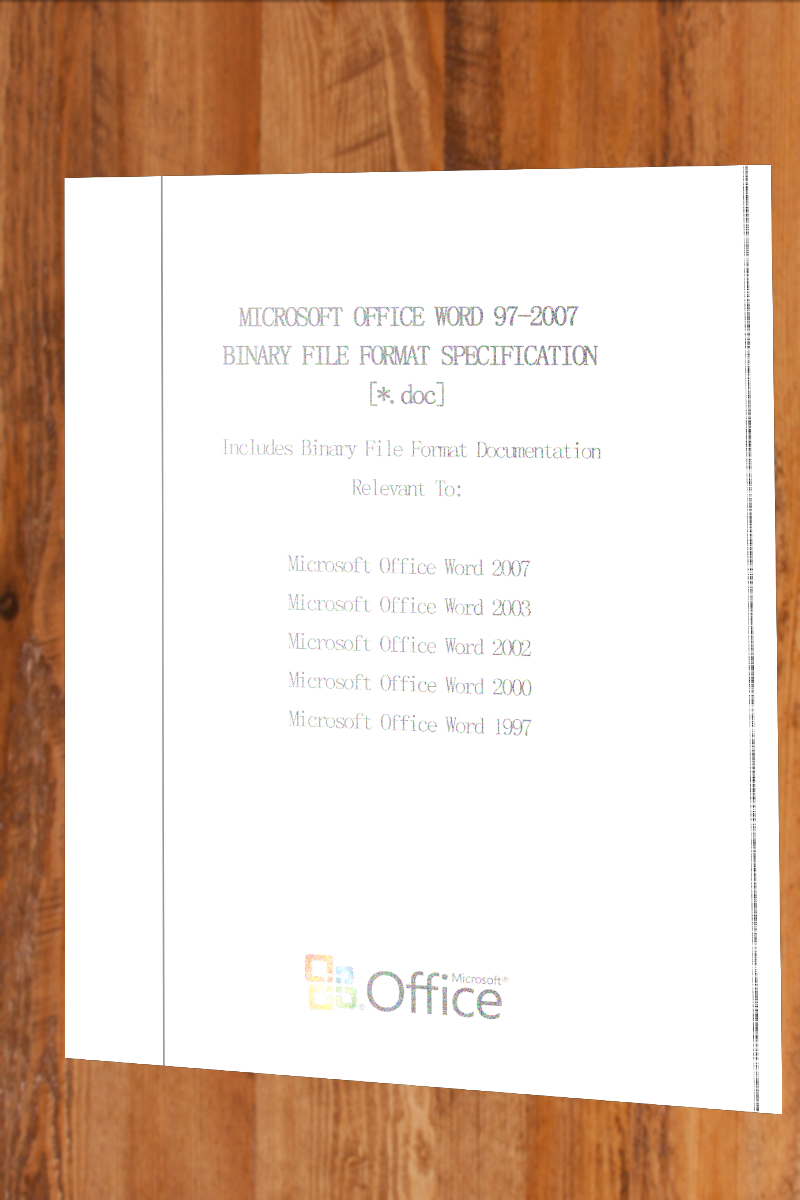 MICROSOFT OFFICE WORD 97-2007
BINARY FILE FORMAT SPECIFICATION
[*.doc]
Includes Binary File Format Documentation
Relevant To:
Microsoft Office Word 2007
Microsoft Office Word 2003
Microsoft Office Word 2002
Microsoft Office Word 2000
Microsoft Office Word 1997
Microsoft®
Office